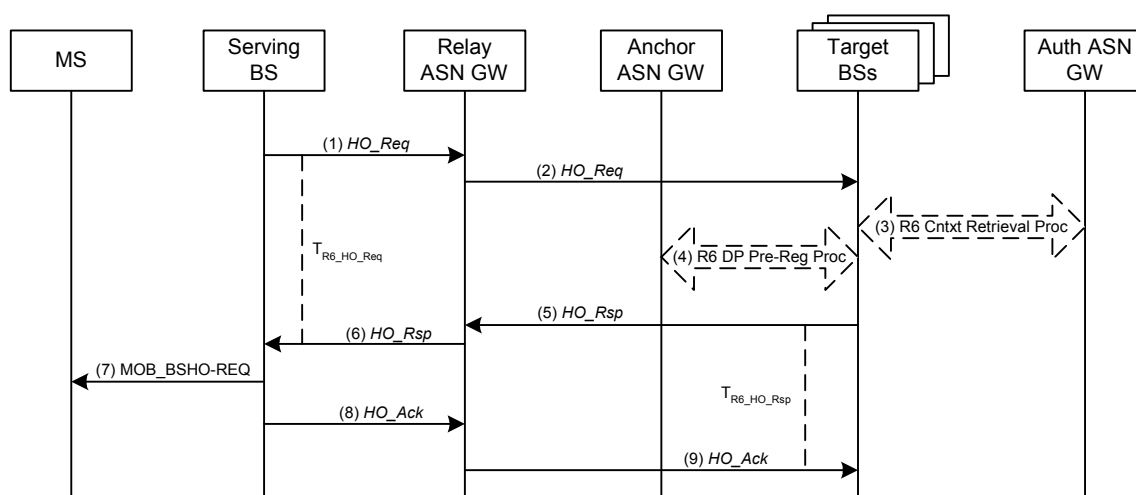 MS
Serving
BS
Relay
ASN GW
Anchor
ASN GW
Target
BSs
Auth ASN
GW
(1) HO_Req
(2) HO_Req
(3) R6 Cntxt Retrieval Proc
T_R6_HO_Req
(4) R6 DP Pre-Reg Proc
(5) HO_Rsp
(6) HO_Rsp
(7) MOB_BSHO-REQ
T_R6_HO_Rsp
(8) HO_Ack
(9) HO_Ack